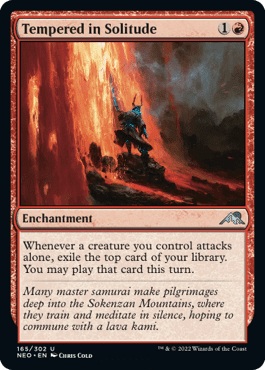 Tempered in Solitude 1
Enchantment
Whenever a creature you control attacks
alone, exile the top card of your library.
You may play that card this turn.
Many master samurai make pilgrimages
deep into the Sokenzan Mountains, where
they train and meditate in silence, hoping to
commune with a lava kami.
165/302 U
NEO • EN Chris Cold
™ & © 2022 Wizards of the Coast